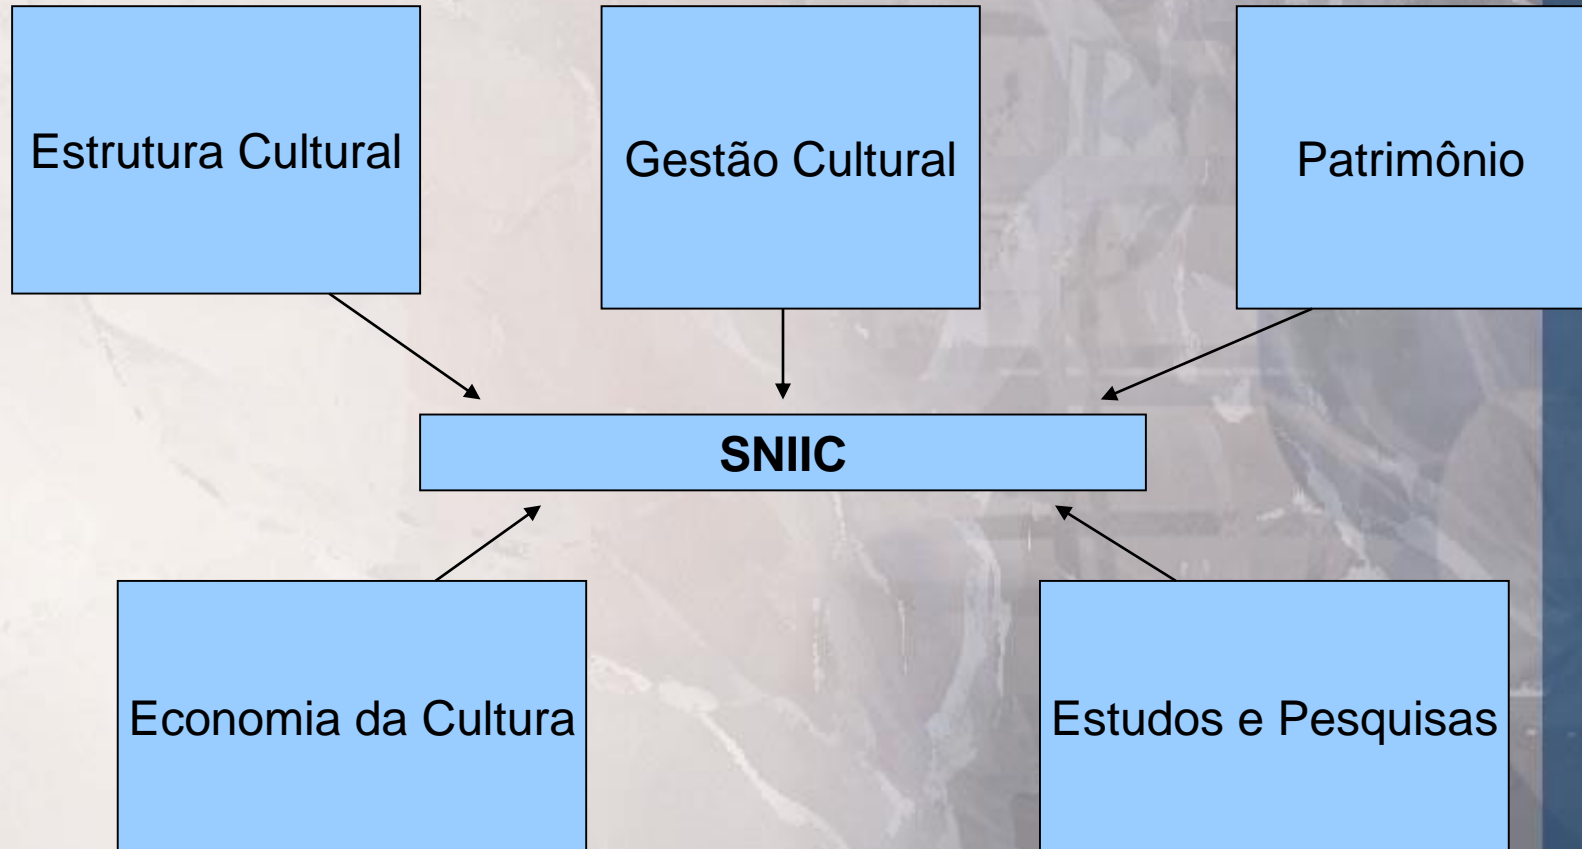 Estrutura Cultural
Gestão Cultural
Patrimônio
SNIIC
Economia da Cultura
Estudos e Pesquisas